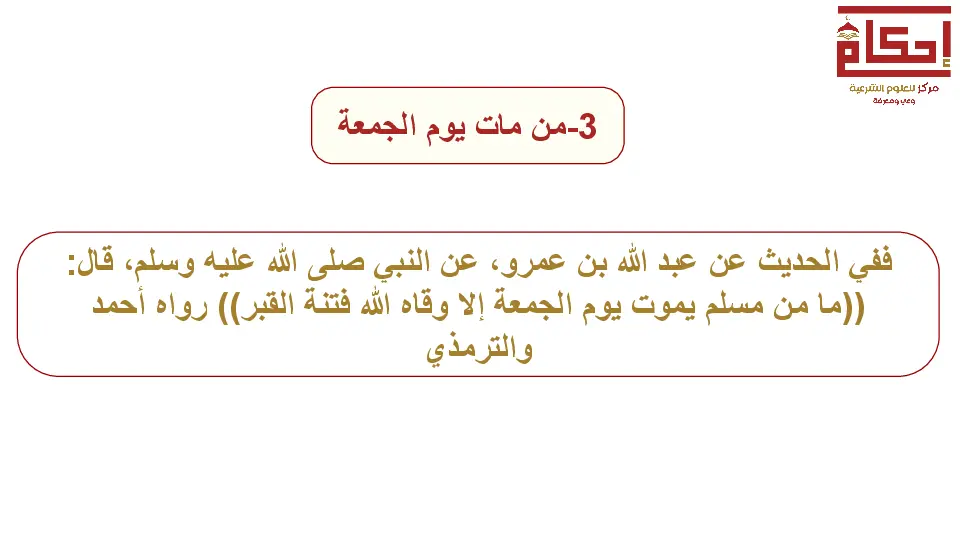 إحكام
مركز للعلوم الشرعية
وعي ومعرفة
3-من مات يوم الجمعة
ففي الحديث عن عبد الله بن عمرو، عن النبي صلى الله عليه وسلم، قال:
((ما من مسلم يموت يوم الجمعة إلا وقاه الله فتنة القبر)) رواه أحمد
والترمذي